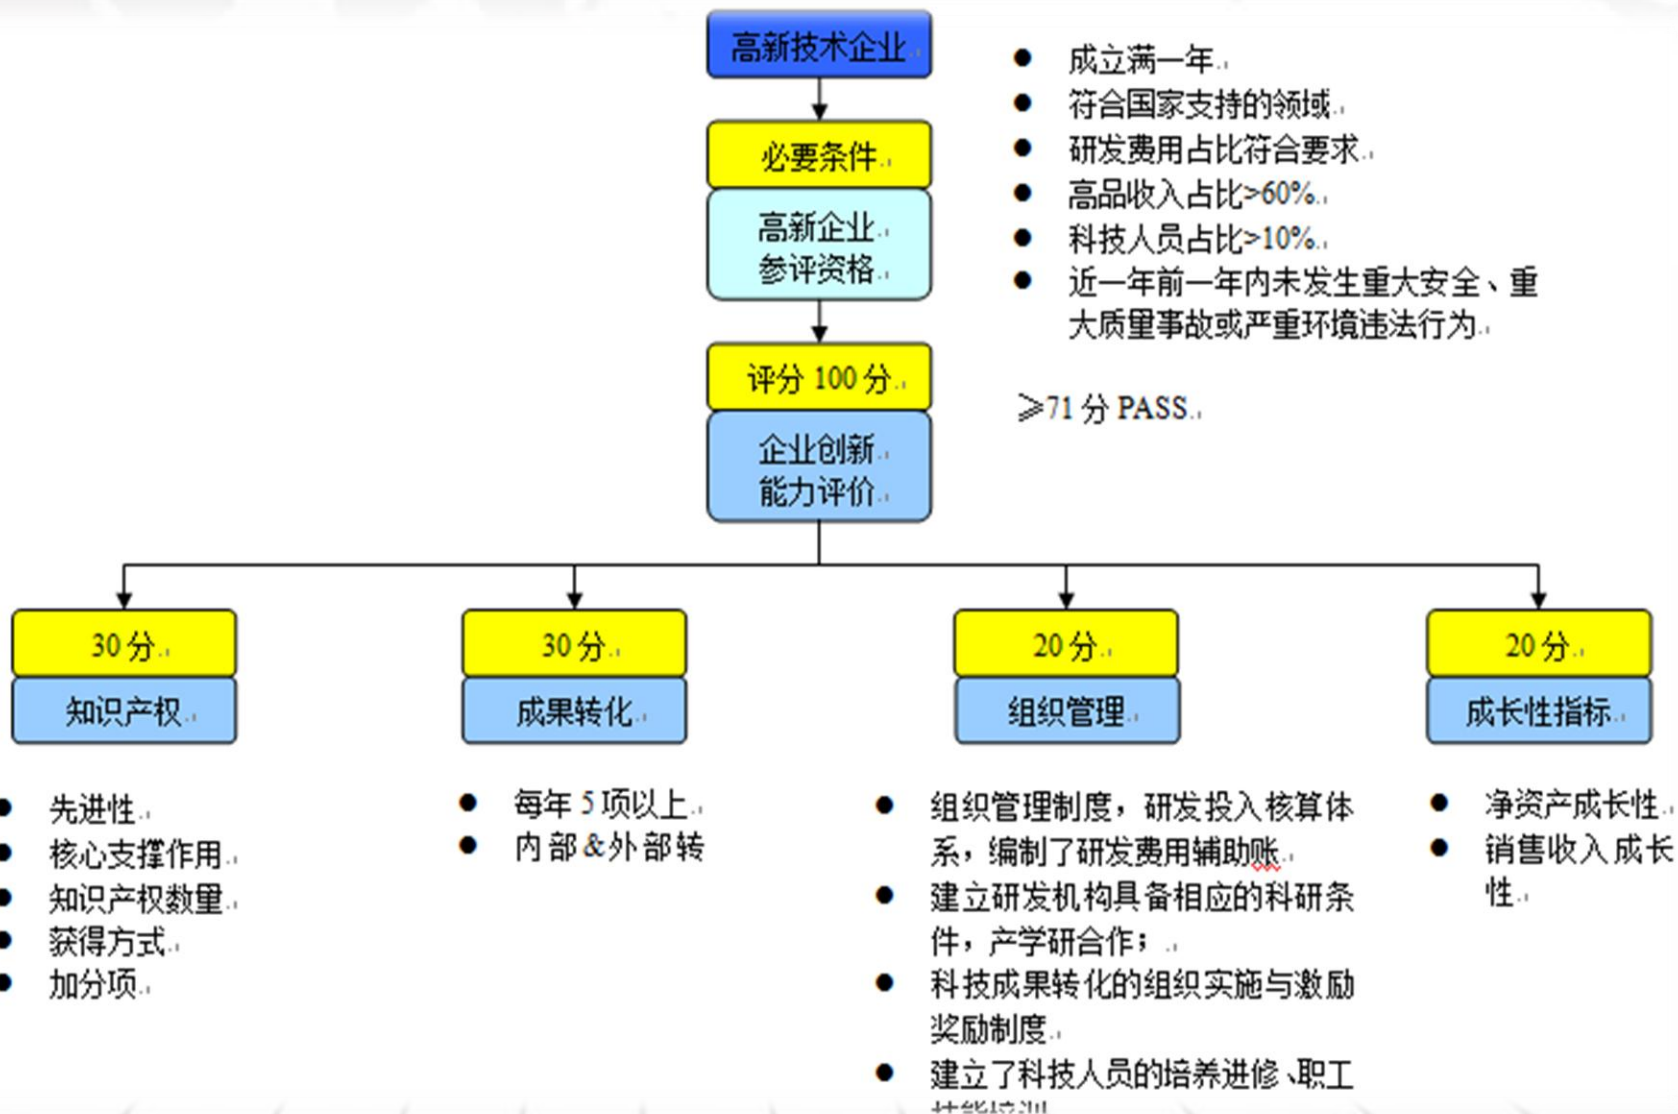 高新技术企业
必要条件
高新企业
参评资格
评分 100 分
企业创新
能力评价
● 成立满一年
● 符合国家支持的领域
● 研发费用占比符合要求
● 高品收入占比>60%
● 科技人员占比>10%
● 近一年前一年内未发生重大安全、重
大质量事故或严重环境违法行为
≥71 分 PASS
30 分
知识产权
● 先进性
● 核心支撑作用
● 知识产权数量
● 获得方式
● 加分项
30 分
成果转化
● 每年 5 项以上
● 内部&外部转
20 分
组织管理
● 组织管理制度，研发投入核算体
系，编制了研发费用辅助账
● 建立研发机构具备相应的科研条
件，产学研合作；
● 科技成果转化的组织实施与激励
奖励制度
● 建立了科技人员的培养进修、职工
20 分
成长性指标
● 净资产成长性
● 销售收入成长
性